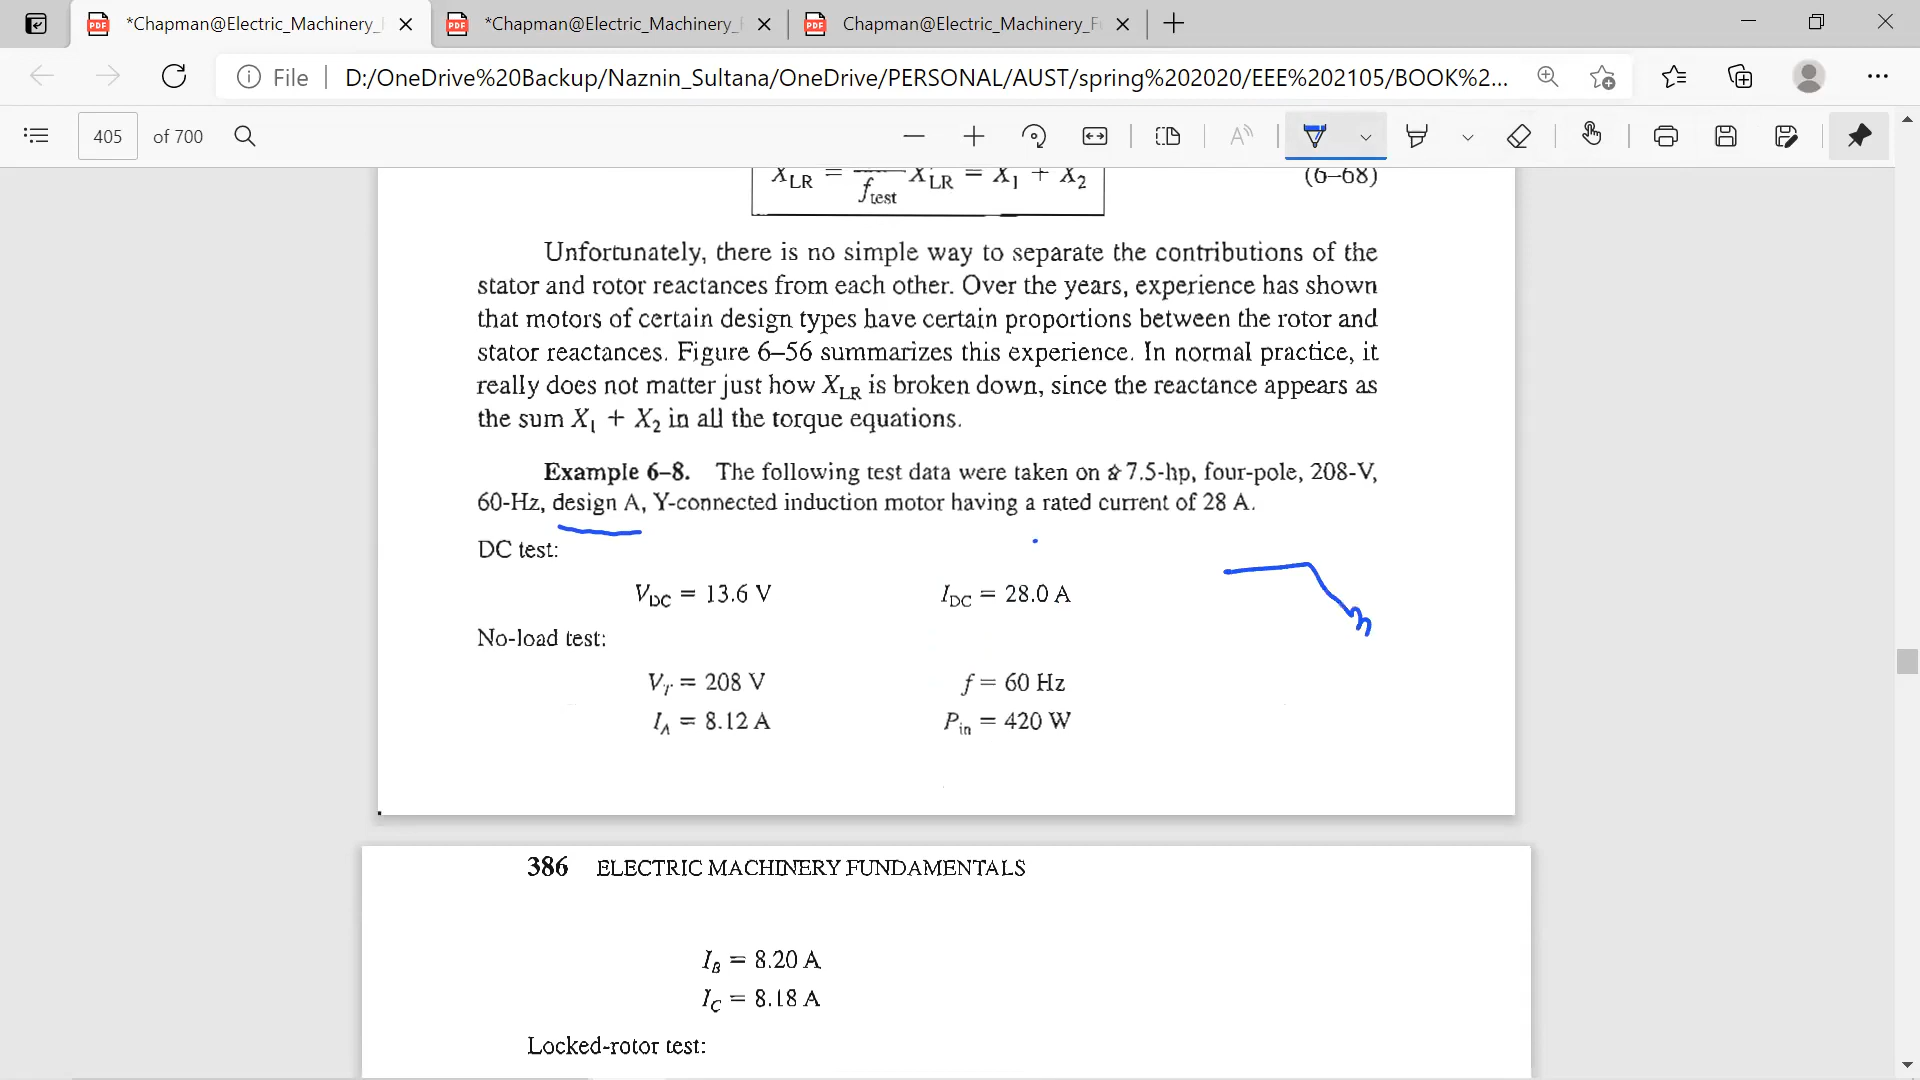 *Chapman@Electric_Machinery_
*Chapman@Electric_Machinery_
Chapman@Electric_Machinery_F
File
D:/OneDrive%20Backup/Naznin_Sultana/OneDrive/PERSONAL/AUST/spring%202020/EEE%202105/BOOK%2...
405 of 700
X_LR = f_test X_LR = X_1 + X_2 (6–68)
Unfortunately, there is no simple way to separate the contributions of the
stator and rotor reactances from each other. Over the years, experience has shown
that motors of certain design types have certain proportions between the rotor and
stator reactances. Figure 6–56 summarizes this experience. In normal practice, it
really does not matter just how X_LR is broken down, since the reactance appears as
the sum X_1 + X_2 in all the torque equations.
Example 6–8. The following test data were taken on a 7.5-hp, four-pole, 208-V,
60-Hz, design A, Y-connected induction motor having a rated current of 28 A.
DC test:
V_DC = 13.6 V I_DC = 28.0 A
No-load test:
V_T = 208 V f = 60 Hz
I_A = 8.12 A P_in = 420 W
386 ELECTRIC MACHINERY FUNDAMENTALS
I_B = 8.20 A
I_C = 8.18 A
Locked-rotor test: